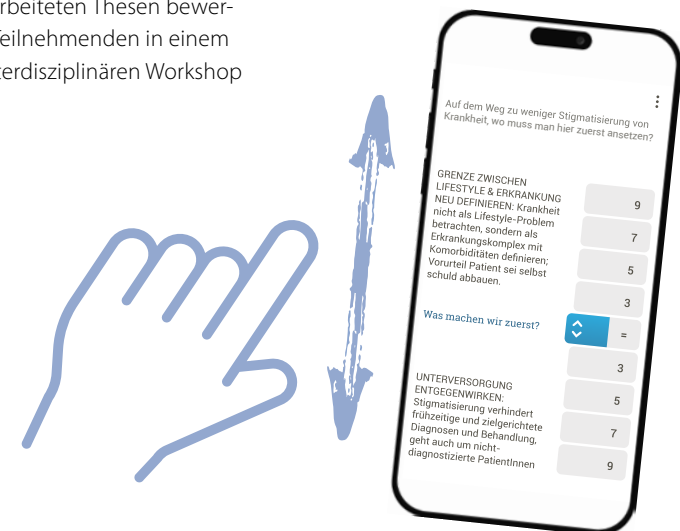 rbeiteten Thesen bewer-
eilnehmenden in einem
terdisziplinären Workshop
Auf dem Weg zu weniger Stigmatisierung von
Krankheit, wo muss man hier zuerst ansetzen?
GRENZE ZWISCHEN
LIFESTYLE & ERKRANKUNG
NEU DEFINIEREN: Krankheit
nicht als Lifestyle-Problem
betrachten, sondern als
Erkrankungskomplex mit
Komorbiditäten definieren;
Vorurteil Patient sei selbst
schuld abbauen.
9
7
5
3
Was machen wir zuerst?
=
3
5
7
9
UNTERVERSORGUNG
ENTGEGENWIRKEN:
Stigmatisierung verhindert
frühzeitige und zielgerichtete
Diagnosen und Behandlung,
geht auch um nicht-
diagnostizierte PatientInnen